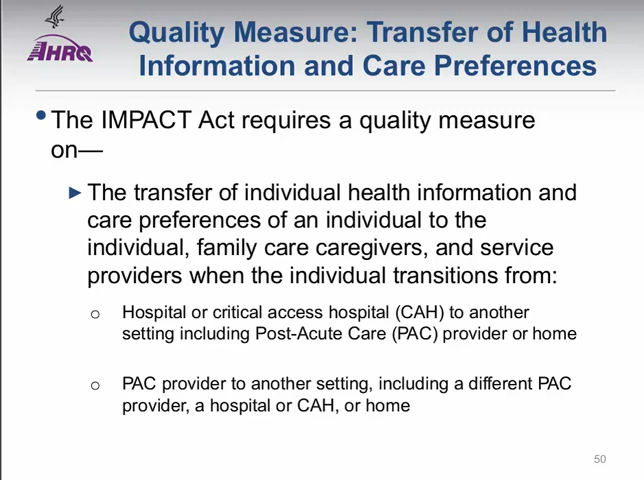 AHRQ
Quality Measure: Transfer of Health
Information and Care Preferences
• The IMPACT Act requires a quality measure
on—
► The transfer of individual health information and
care preferences of an individual to the
individual, family care caregivers, and service
providers when the individual transitions from:
o Hospital or critical access hospital (CAH) to another
setting including Post-Acute Care (PAC) provider or home
o PAC provider to another setting, including a different PAC
provider, a hospital or CAH, or home
50